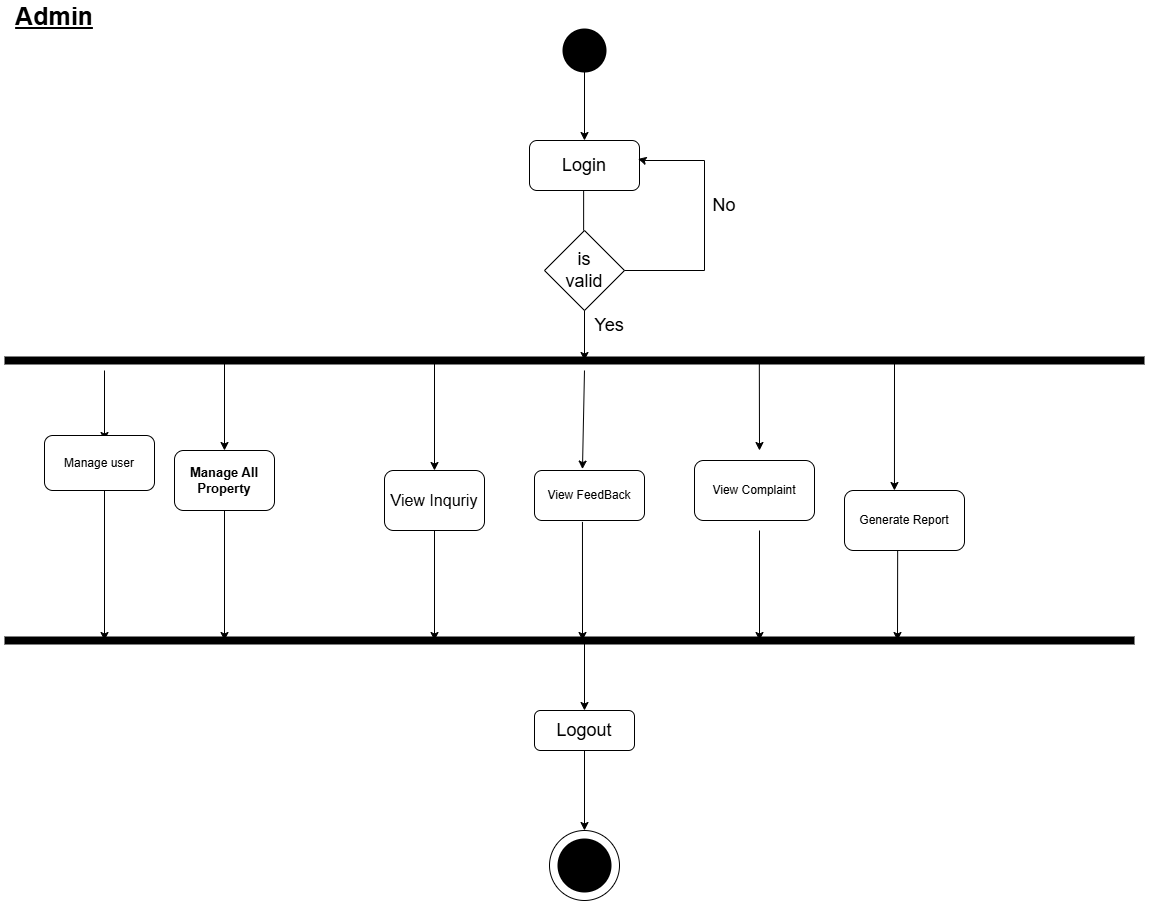 Admin
Login
No
is
valid
Yes
Manage user
Manage All
Property
View Inquriy
View FeedBack
View Complaint
Generate Report
Logout